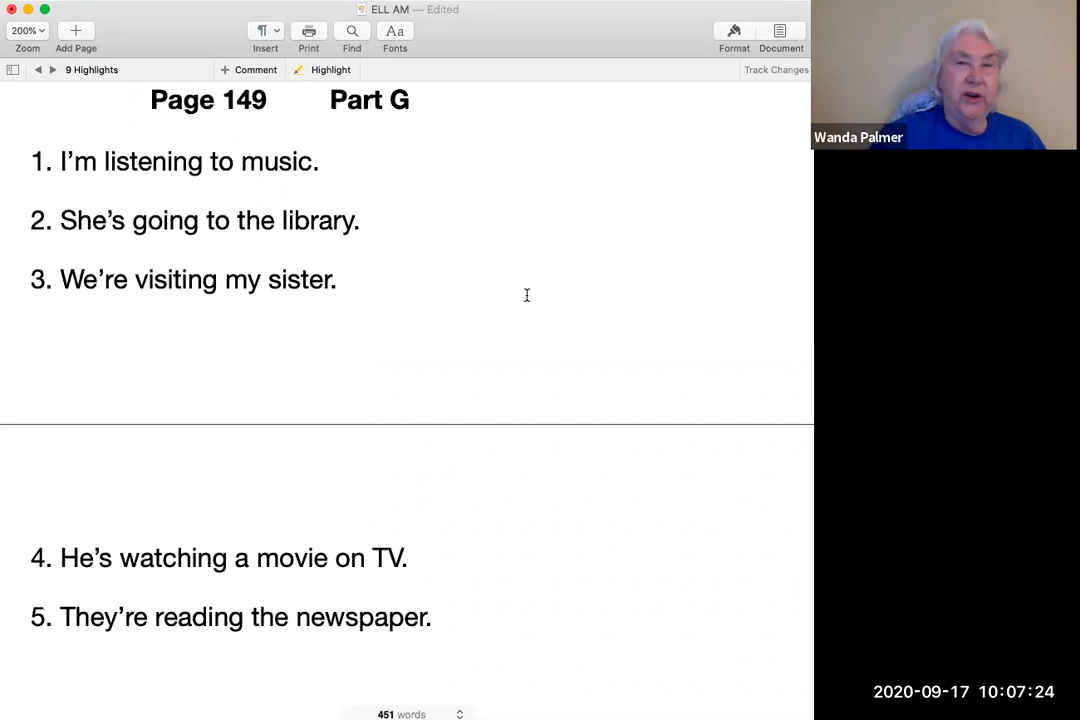 ELL AM — Edited
200%
Zoom
Add Page
Insert
Print
Find
Aa
Fonts
Format
Document
9 Highlights
+ Comment
Highlight
Track Changes
Page 149 Part G
1. I’m listening to music.
2. She’s going to the library.
3. We’re visiting my sister.
4. He’s watching a movie on TV.
5. They’re reading the newspaper.
451 words
Wanda Palmer
2020-09-17 10:07:24